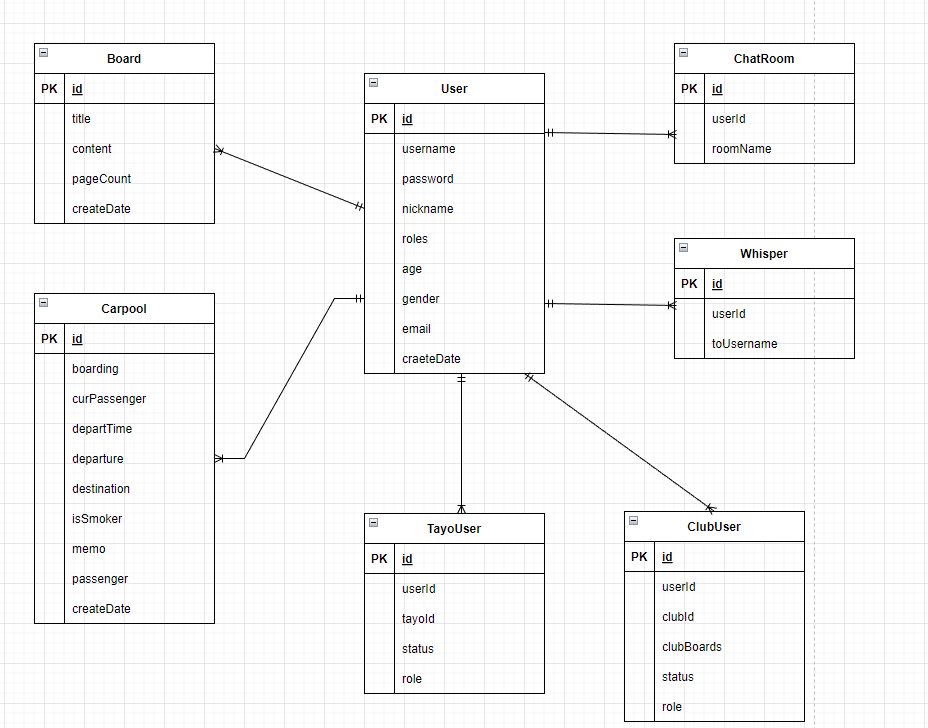 Board
PK id
title
content
pageCount
createDate
User
PK id
username
password
nickname
roles
age
gender
email
craeteDate
ChatRoom
PK id
userId
roomName
Whisper
PK id
userId
toUsername
Carpool
PK id
boarding
curPassenger
departTime
departure
destination
isSmoker
memo
passenger
createDate
TayoUser
PK id
userId
tayoId
status
role
ClubUser
PK id
userId
clubId
clubBoards
status
role